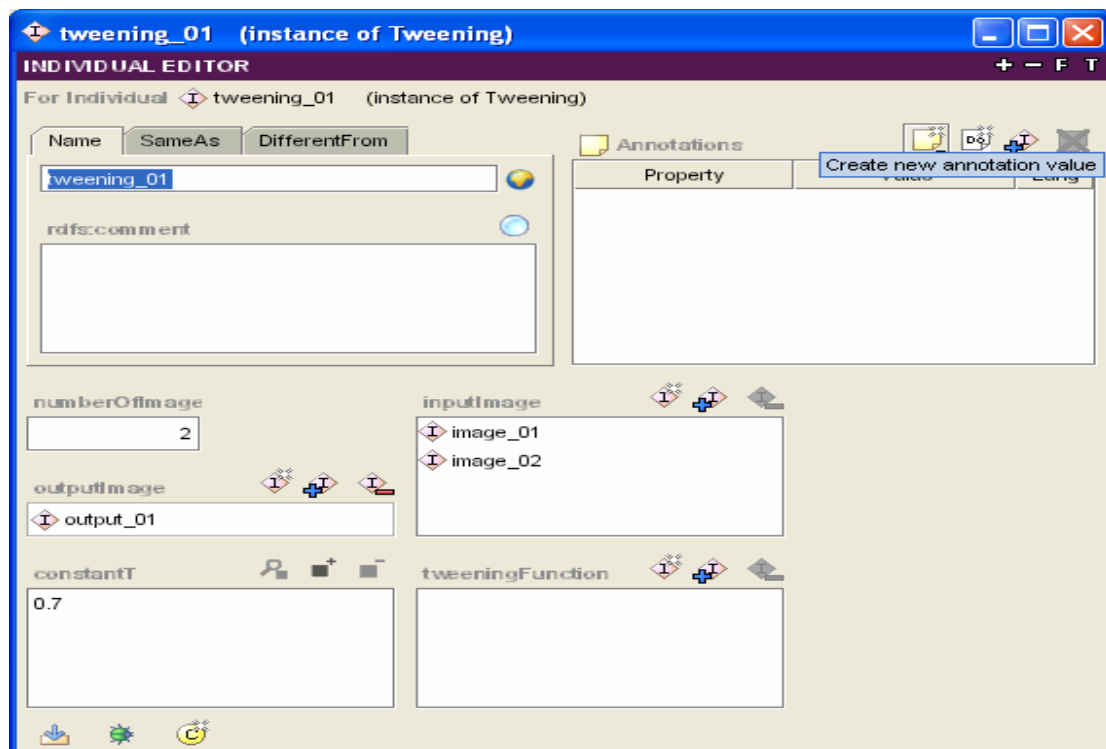 tweening_01 (instance of Tweening)
INDIVIDUAL EDITOR
+ − F T
For Individual tweening_01 (instance of Tweening)
Name SameAs DifferentFrom
Annotations
Create new annotation value
tweening_01
Property Lang
rdfs:comment
numberOfImage
2
inputImage
image_01
image_02
outputImage
output_01
constantT
0.7
tweeningFunction